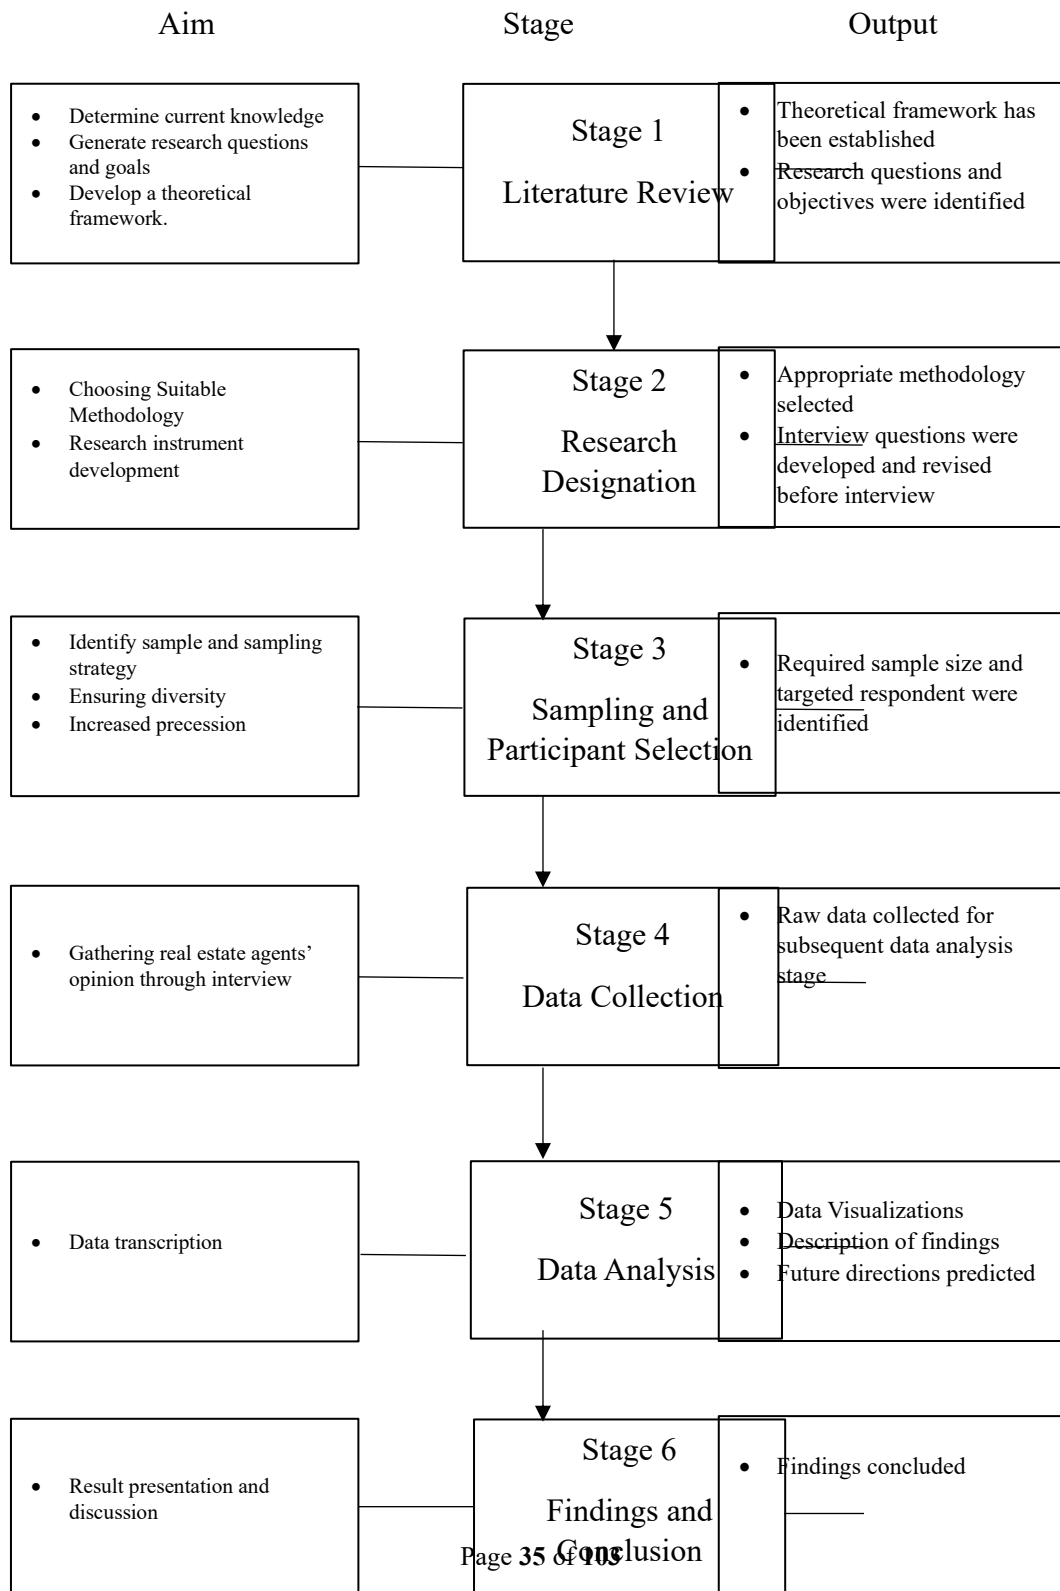 Aim
Stage
Output
• Determine current knowledge
• Generate research questions
and goals
• Develop a theoretical
framework.
Stage 1
Literature Review
• Theoretical framework has
been established
• Research questions and
objectives were identified
• Choosing Suitable
Methodology
• Research instrument
development
Stage 2
Research
Designation
• Appropriate methodology
selected
• Interview questions were
developed and revised
before interview
• Identify sample and sampling
strategy
• Ensuring diversity
• Increased precession
Stage 3
Sampling and
Participant Selection
• Required sample size and
targeted respondent were
identified
• Gathering real estate agents’
opinion through interview
Stage 4
Data Collection
• Raw data collected for
subsequent data analysis
stage
• Data transcription
Stage 5
Data Analysis
• Data Visualizations
• Description of findings
• Future directions predicted
• Result presentation and
discussion
Stage 6
Findings and
Conclusion
• Findings concluded
Page 35 of 103